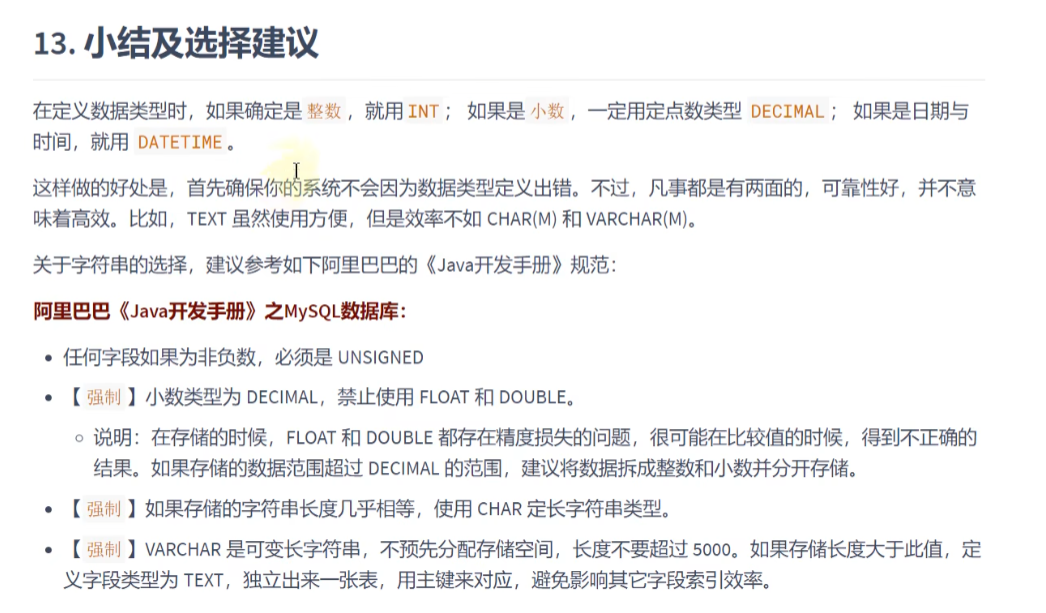 13. 小结及选择建议
在定义数据类型时，如果确定是 整数 ，就用 INT ； 如果是 小数 ，一定用定点数类型 DECIMAL ； 如果是日期与
时间，就用 DATETIME 。
这样做的好处是，首先确保你的系统不会因为数据类型定义出错。不过，凡事都是有两面的，可靠性好，并不意
味着高效。比如，TEXT 虽然使用方便，但是效率不如 CHAR(M) 和 VARCHAR(M)。
关于字符串的选择，建议参考如下阿里巴巴的《Java开发手册》规范：
阿里巴巴《Java开发手册》之MySQL数据库：
• 任何字段如果为非负数，必须是 UNSIGNED
• 【 强制 】小数类型为 DECIMAL，禁止使用 FLOAT 和 DOUBLE。
○ 说明：在存储的时候，FLOAT 和 DOUBLE 都存在精度损失的问题，很可能在比较值的时候，得到不正确的
结果。如果存储的数据范围超过 DECIMAL 的范围，建议将数据拆成整数和小数并分开存储。
• 【 强制 】如果存储的字符串长度几乎相等，使用 CHAR 定长字符串类型。
• 【 强制 】VARCHAR 是可变长字符串，不预先分配存储空间，长度不要超过 5000。如果存储长度大于此值，定
义字段类型为 TEXT，独立出来一张表，用主键来对应，避免影响其它字段索引效率。